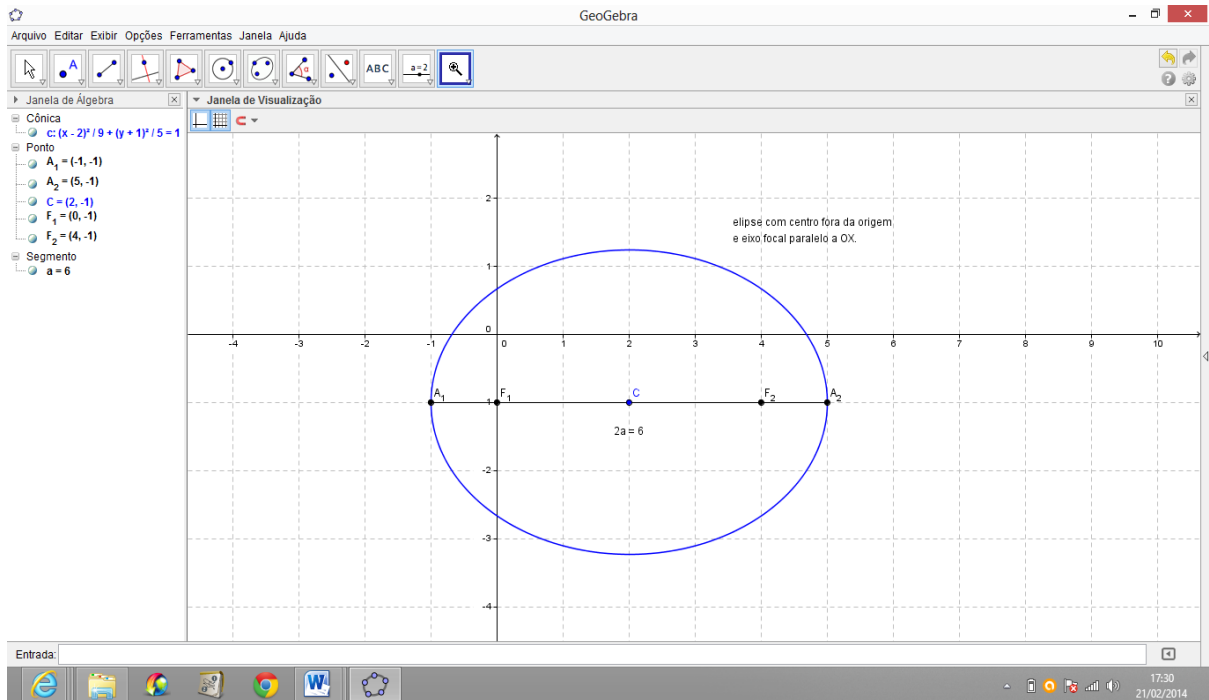 GeoGebra
Arquivo Editar Exibir Opções Ferramentas Janela Ajuda
A
α
ABC
a=2
Janela de Álgebra
Janela de Visualização
Cônica
c: (x - 2)² / 9 + (y + 1)² / 5 = 1
Ponto
A₁ = (-1, -1)
A₂ = (5, -1)
C = (2, -1)
F₁ = (0, -1)
F₂ = (4, -1)
Segmento
a = 6
2
elipse com centro fora da origem
e eixo focal paralelo a OX.
1
0
-4 -3 -2 -1 0 1 2 3 4 5 6 7 8 9 10
A₁ F₁ C F₂ A₂
-1
2a = 6
-2
-3
-4
Entrada:
17:30
21/02/2014